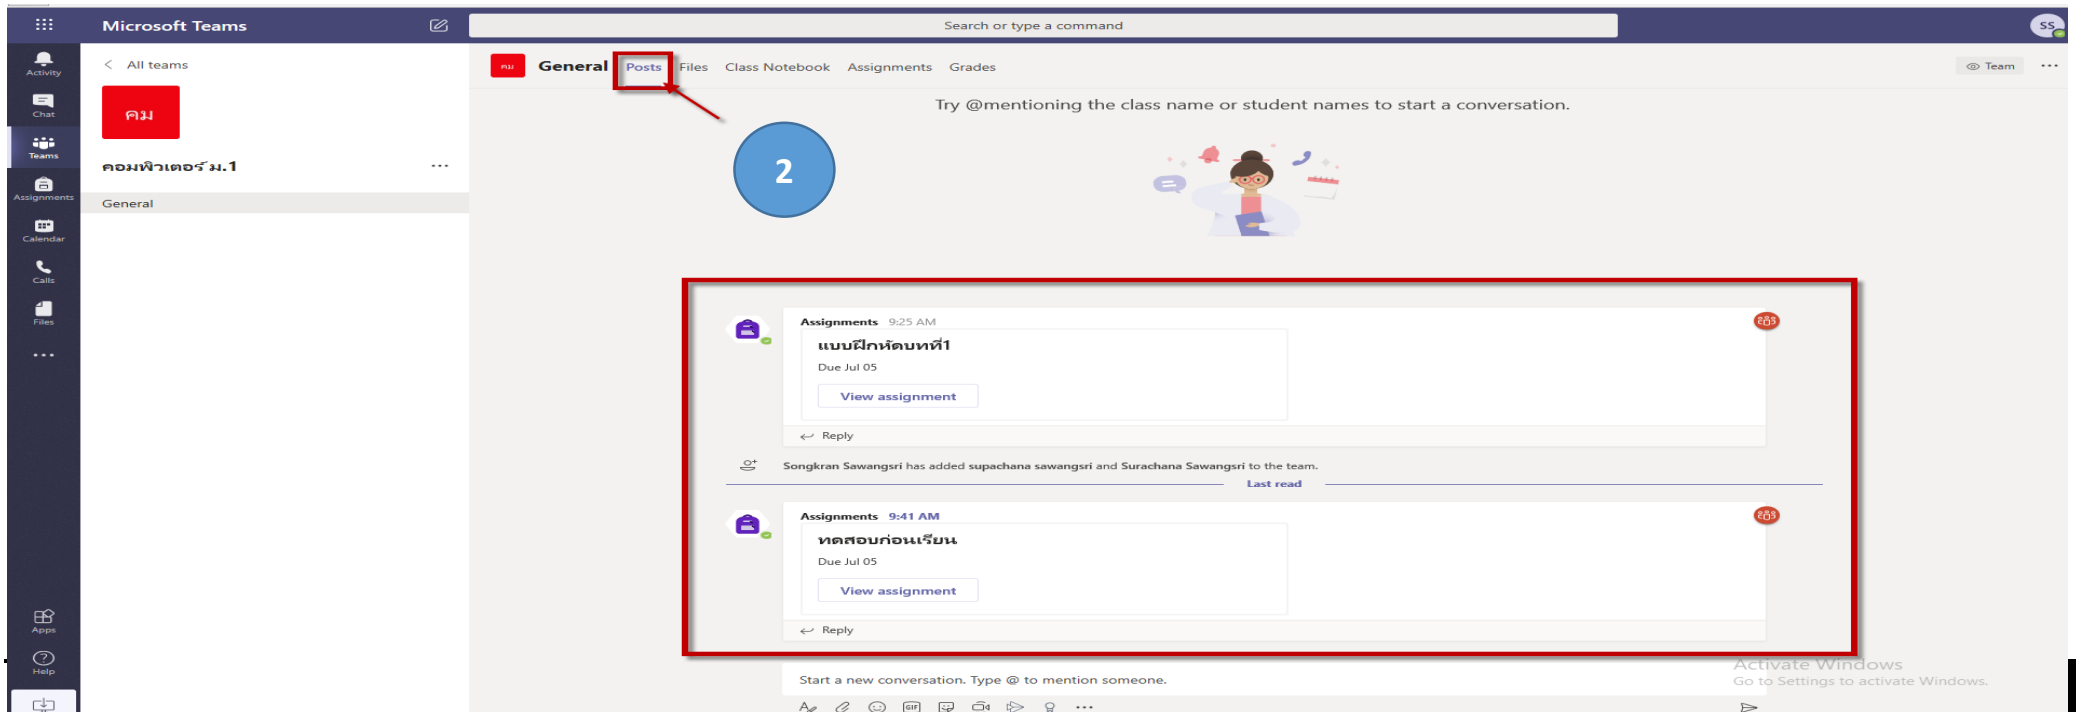 Microsoft Teams
Search or type a command
SS
Activity
Chat
Teams
Assignments
Calendar
Calls
Files
Apps
Help
All teams
คม
คอมพิวเตอร์ ม.1
General
คม General Posts Files Class Notebook Assignments Grades
Team
Try @mentioning the class name or student names to start a conversation.
2
Assignments 9:25 AM
แบบฝึกหัดบทที่1
Due Jul 05
View assignment
Reply
Songkran Sawangsri has added supachana sawangsri and Surachana Sawangsri to the team.
Last read
Assignments 9:41 AM
ทดสอบก่อนเรียน
Due Jul 05
View assignment
Reply
Start a new conversation. Type @ to mention someone.
GIF
Activate Windows
Go to Settings to activate Windows.